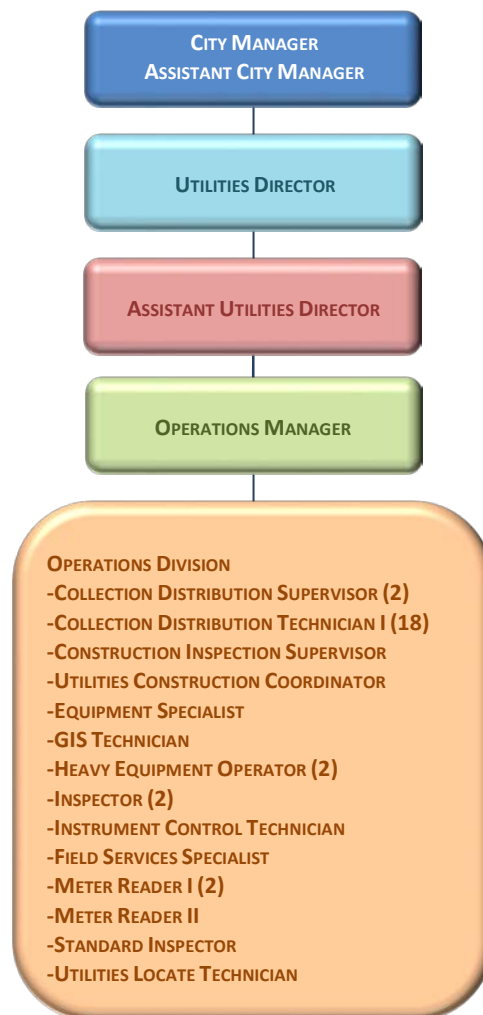 City Manager
Assistant City Manager
Utilities Director
Assistant Utilities Director
Operations Manager
Operations Division
-Collection Distribution Supervisor (2)
-Collection Distribution Technician I (18)
-Construction Inspection Supervisor
-Utilities Construction Coordinator
-Equipment Specialist
-GIS Technician
-Heavy Equipment Operator (2)
-Inspector (2)
-Instrument Control Technician
-Field Services Specialist
-Meter Reader I (2)
-Meter Reader II
-Standard Inspector
-Utilities Locate Technician